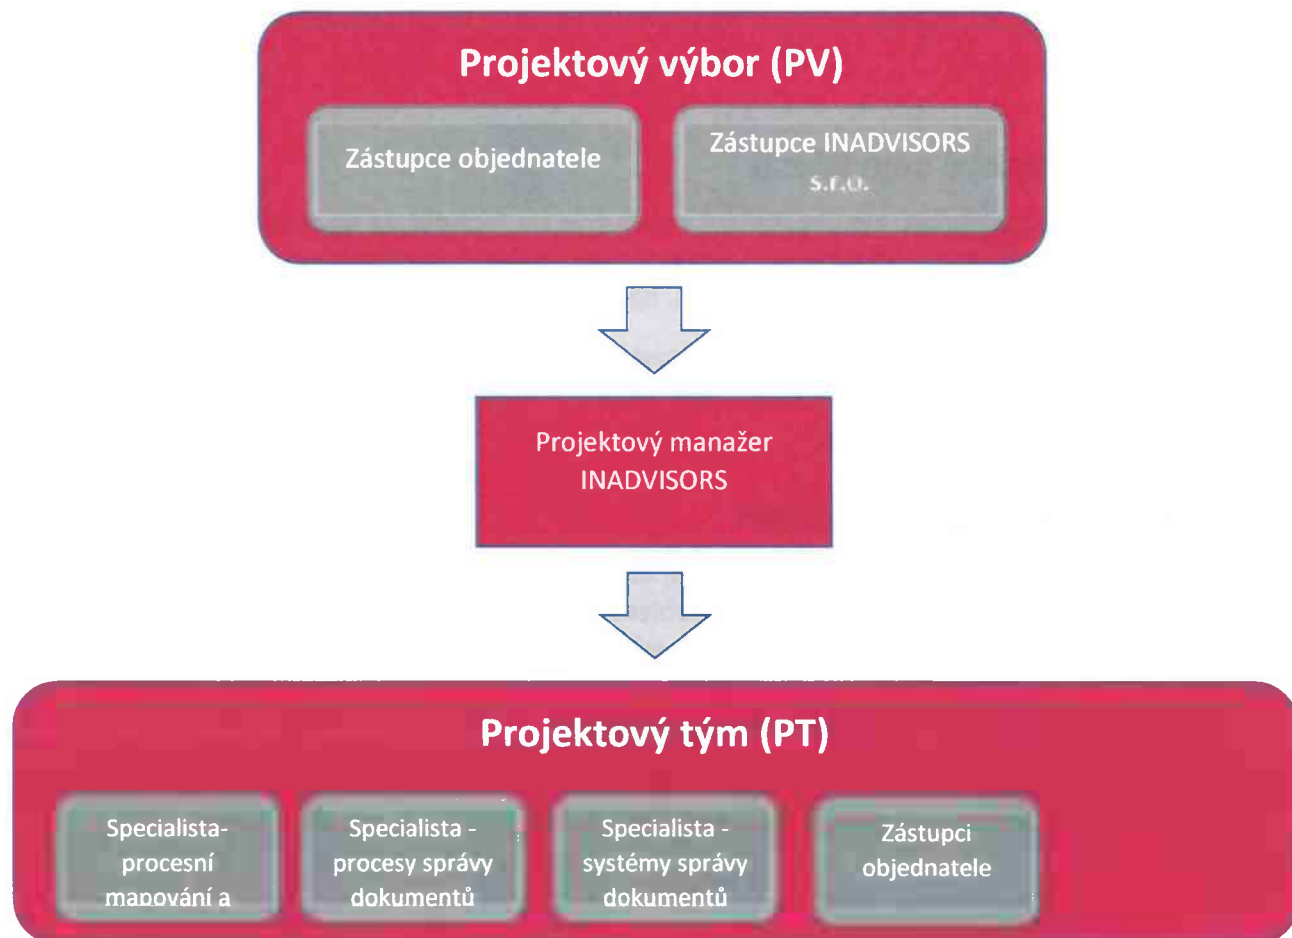 Projektový výbor (PV)
Zástupce objednatele
Zástupce INADVISORS
s.r.o.
Projektový manažer
INADVISORS
Projektový tým (PT)
Specialista-
procesní
mapování a
Specialista -
procesy správy
dokumentů
Specialista -
systémy správy
dokumentů
Zástupci
objednatele